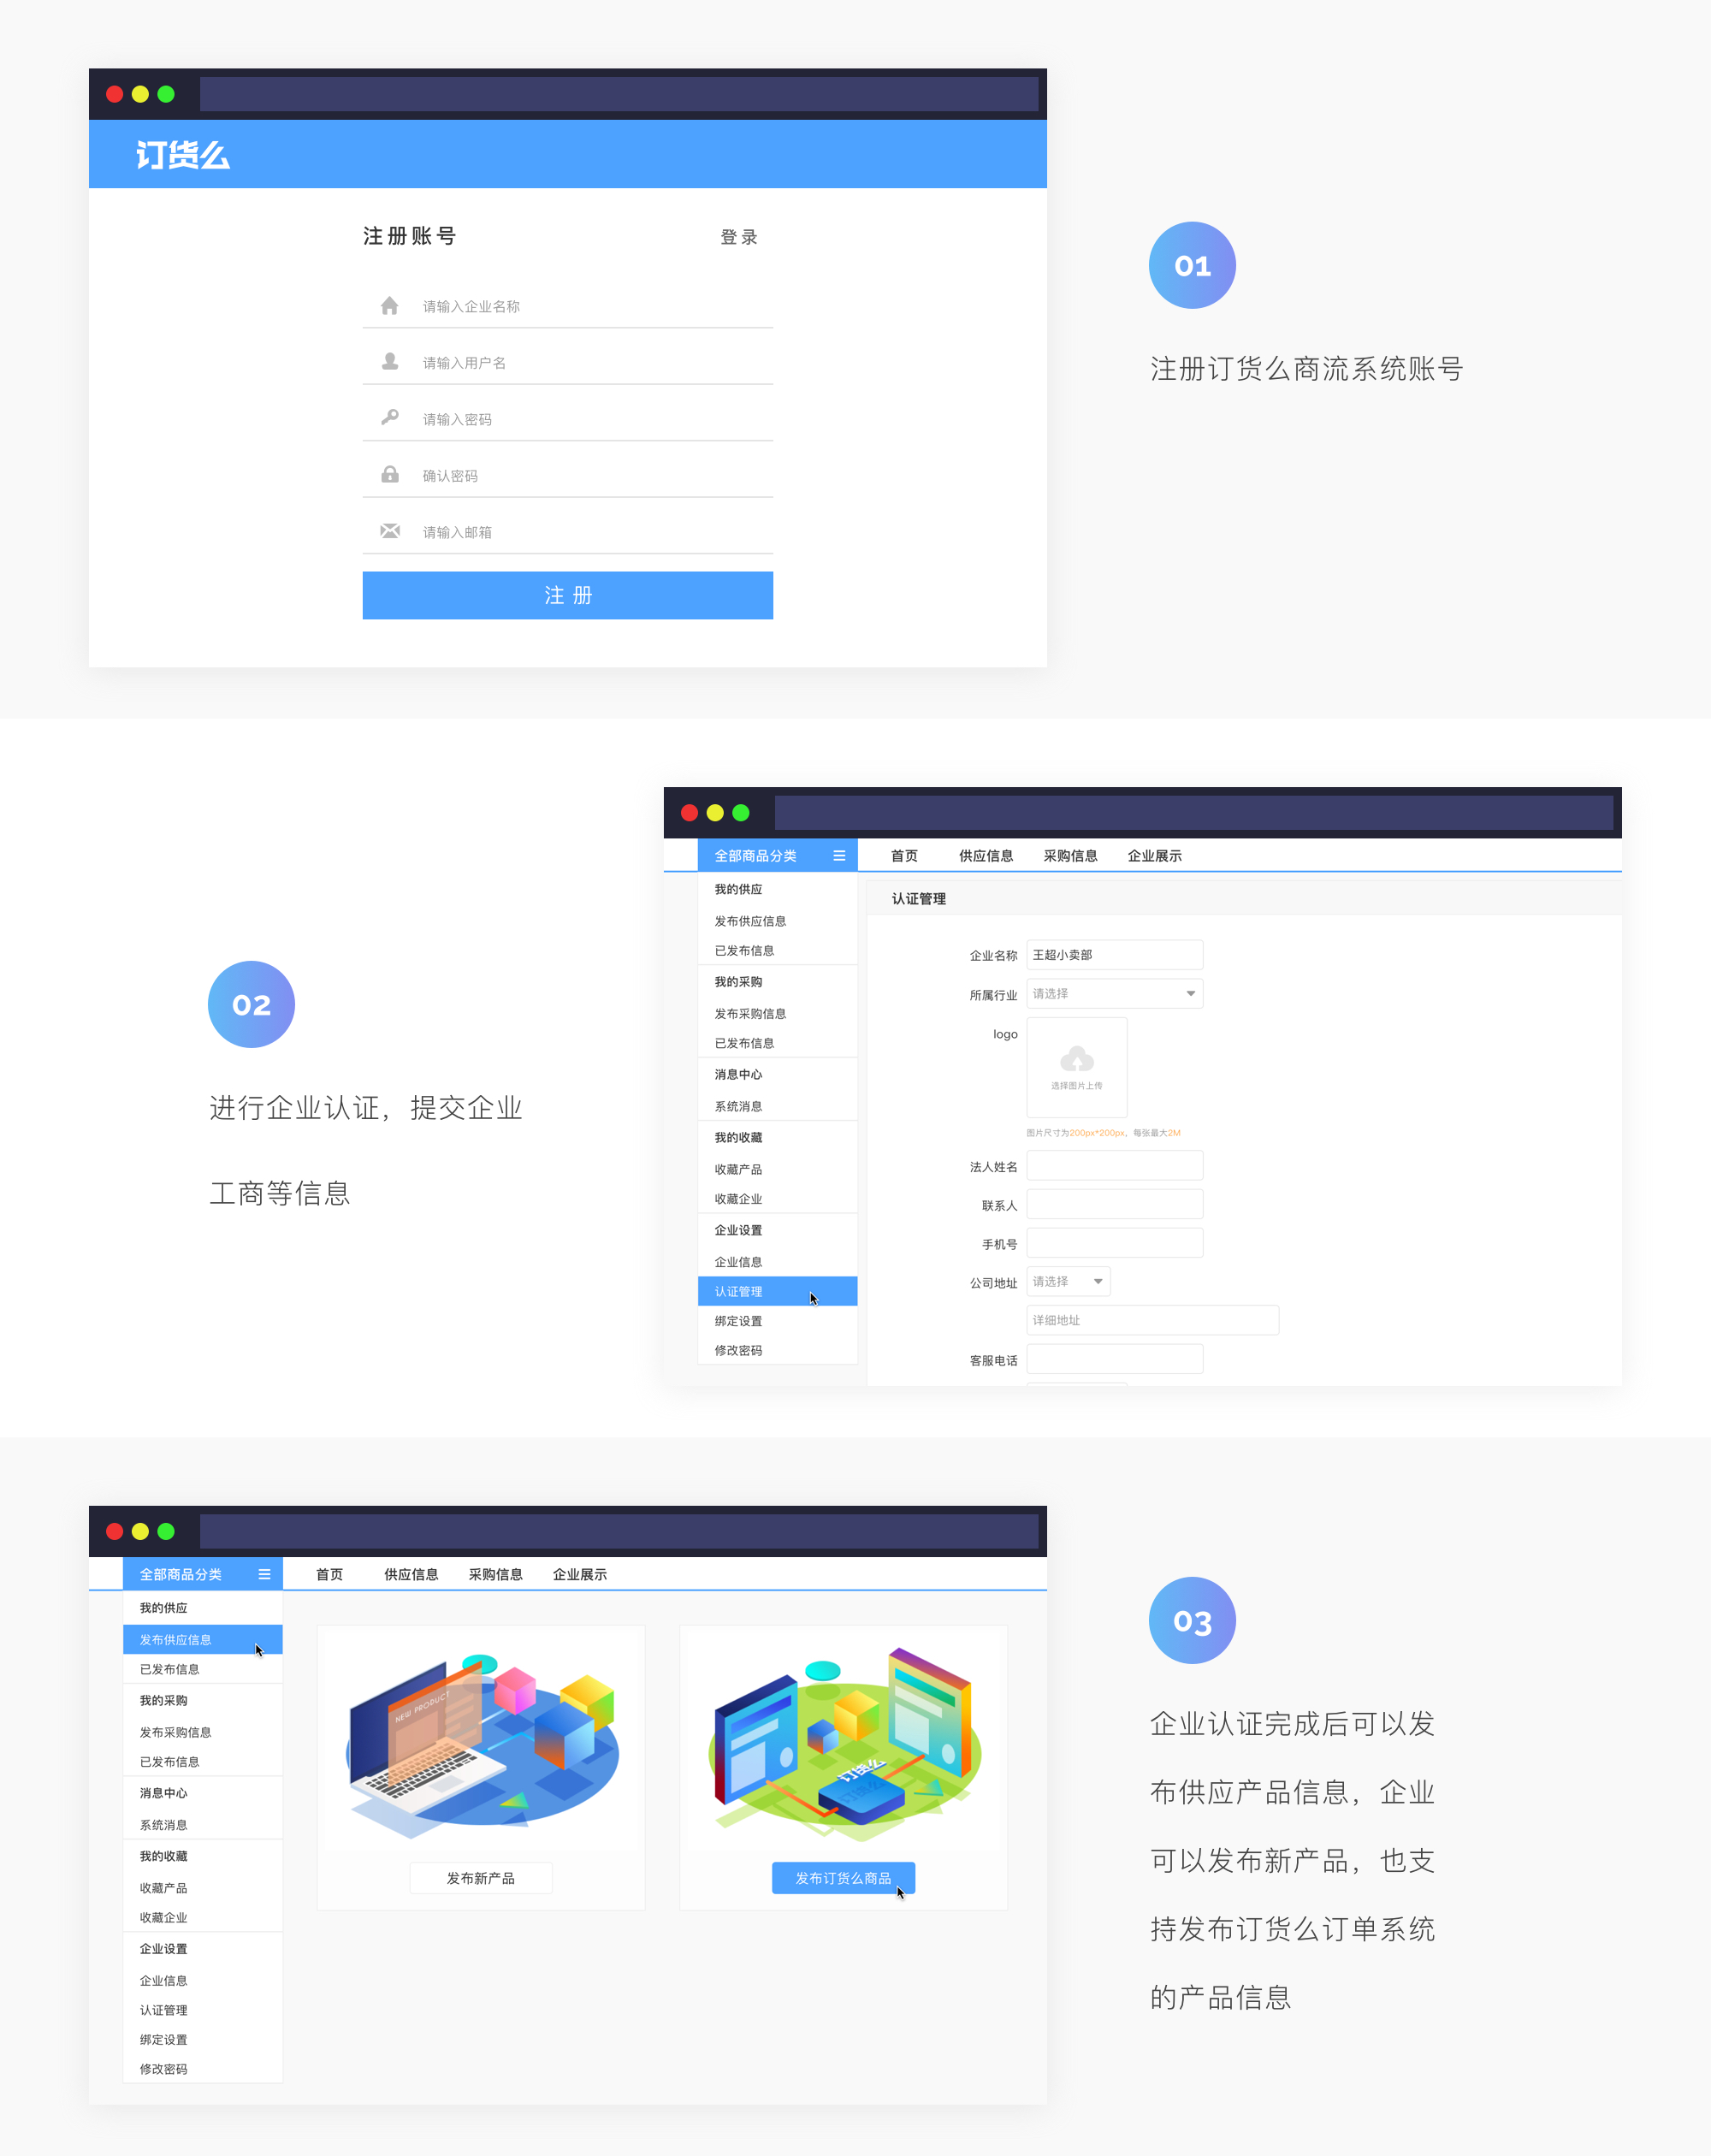 订货么
注册账号
登录
请输入企业名称
请输入用户名
请输入密码
确认密码
请输入邮箱
注册
01
注册订货么商流系统账号
02
进行企业认证，提交企业
工商等信息
全部商品分类
首页
供应信息
采购信息
企业展示
我的供应
发布供应信息
已发布信息
我的采购
发布采购信息
已发布信息
消息中心
系统消息
我的收藏
收藏产品
收藏企业
企业设置
企业信息
认证管理
绑定设置
修改密码
认证管理
企业名称
王超小卖部
所属行业
请选择
logo
选择图片上传
图片尺寸为200px*200px，每张最大2M
法人姓名
联系人
手机号
公司地址
请选择
详细地址
客服电话
全部商品分类
首页
供应信息
采购信息
企业展示
我的供应
发布供应信息
已发布信息
我的采购
发布采购信息
已发布信息
消息中心
系统消息
我的收藏
收藏产品
收藏企业
企业设置
企业信息
认证管理
绑定设置
修改密码
NEW PRODUCT
发布新产品
订货么
订货么
发布订货么商品
03
企业认证完成后可以发
布供应产品信息，企业
可以发布新产品，也支
持发布订货么订单系统
的产品信息